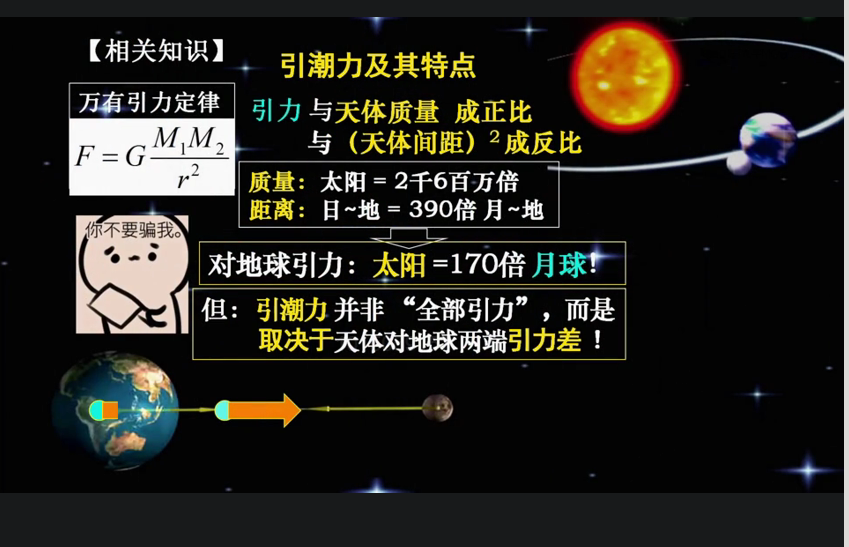 【相关知识】
引潮力及其特点
万有引力定律
F = G M₁M₂ / r²
引力 与天体质量 成正比
与（天体间距）² 成反比
质量：太阳 = 2千6百万倍
距离：日~地 = 390倍 月~地
你不要骗我。
对地球引力：太阳 =170倍 月球!
但：引潮力 并非 “全部引力”，而是
取决于天体对地球两端引力差 ！